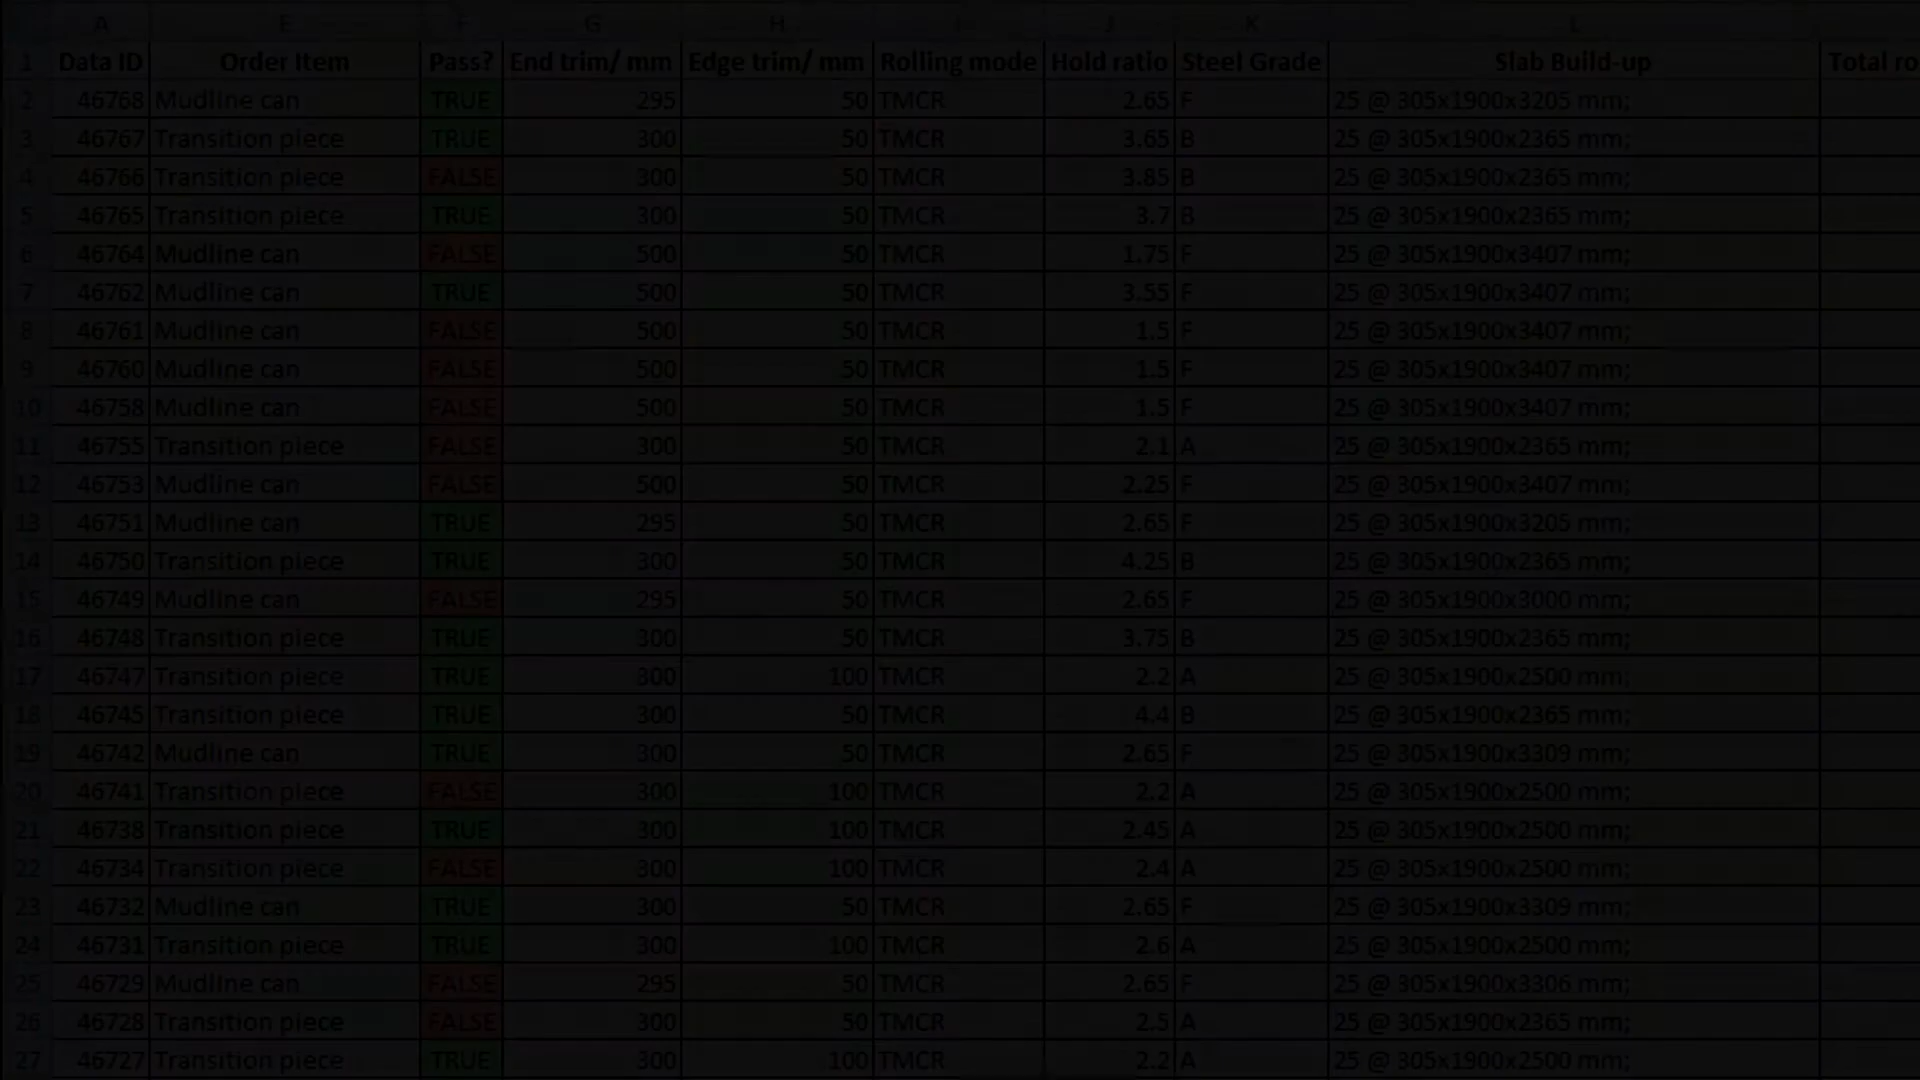 A E F G H I J K L
1 Data ID Order Item Pass? End trim/ mm Edge trim/ mm Rolling mode Hold ratio Steel Grade Slab Build-up Total ro
2 46768 Mudline can TRUE 295 50 TMCR 2.65 F 25 @ 305x1900x3205 mm;
3 46767 Transition piece TRUE 300 50 TMCR 3.65 B 25 @ 305x1900x2365 mm;
4 46766 Transition piece FALSE 300 50 TMCR 3.85 B 25 @ 305x1900x2365 mm;
5 46765 Transition piece TRUE 300 50 TMCR 3.7 B 25 @ 305x1900x2365 mm;
6 46764 Mudline can FALSE 500 50 TMCR 1.75 F 25 @ 305x1900x3407 mm;
7 46762 Mudline can TRUE 500 50 TMCR 3.55 F 25 @ 305x1900x3407 mm;
8 46761 Mudline can FALSE 500 50 TMCR 1.5 F 25 @ 305x1900x3407 mm;
9 46760 Mudline can FALSE 500 50 TMCR 1.5 F 25 @ 305x1900x3407 mm;
10 46758 Mudline can FALSE 500 50 TMCR 1.5 F 25 @ 305x1900x3407 mm;
11 46755 Transition piece FALSE 300 50 TMCR 2.1 A 25 @ 305x1900x2365 mm;
12 46753 Mudline can FALSE 500 50 TMCR 2.25 F 25 @ 305x1900x3407 mm;
13 46751 Mudline can TRUE 295 50 TMCR 2.65 F 25 @ 305x1900x3205 mm;
14 46750 Transition piece TRUE 300 50 TMCR 4.25 B 25 @ 305x1900x2365 mm;
15 46749 Mudline can FALSE 295 50 TMCR 2.65 F 25 @ 305x1900x3000 mm;
16 46748 Transition piece TRUE 300 50 TMCR 3.75 B 25 @ 305x1900x2365 mm;
17 46747 Transition piece TRUE 300 100 TMCR 2.2 A 25 @ 305x1900x2500 mm;
18 46745 Transition piece TRUE 300 50 TMCR 4.4 B 25 @ 305x1900x2365 mm;
19 46742 Mudline can TRUE 300 50 TMCR 2.65 F 25 @ 305x1900x3309 mm;
20 46741 Transition piece FALSE 300 100 TMCR 2.2 A 25 @ 305x1900x2500 mm;
21 46738 Transition piece TRUE 300 100 TMCR 2.45 A 25 @ 305x1900x2500 mm;
22 46734 Transition piece FALSE 300 100 TMCR 2.4 A 25 @ 305x1900x2500 mm;
23 46732 Mudline can TRUE 300 50 TMCR 2.65 F 25 @ 305x1900x3309 mm;
24 46731 Transition piece TRUE 300 100 TMCR 2.6 A 25 @ 305x1900x2500 mm;
25 46729 Mudline can FALSE 295 50 TMCR 2.65 F 25 @ 305x1900x3306 mm;
26 46728 Transition piece FALSE 300 50 TMCR 2.5 A 25 @ 305x1900x2365 mm;
27 46727 Transition piece TRUE 300 100 TMCR 2.2 A 25 @ 305x1900x2500 mm;